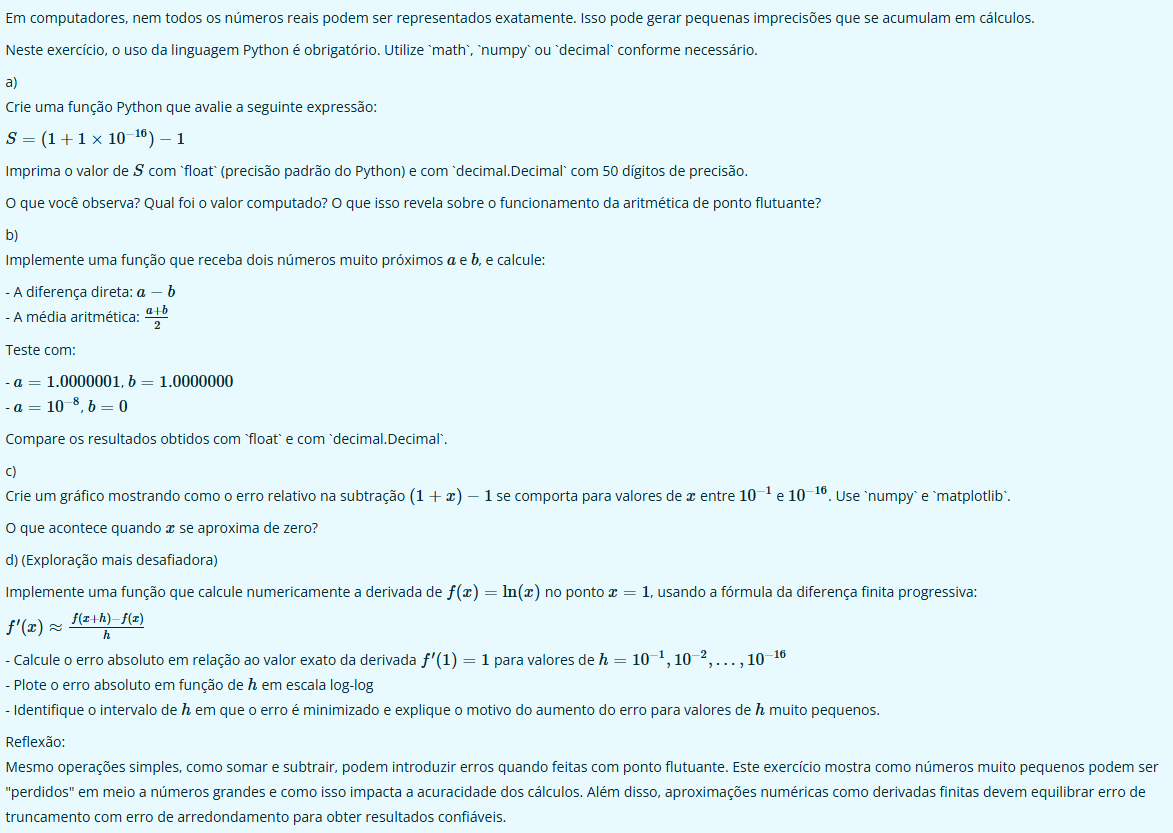 Em computadores, nem todos os números reais podem ser representados exatamente. Isso pode gerar pequenas imprecisões que se acumulam em cálculos.
Neste exercício, o uso da linguagem Python é obrigatório. Utilize `math`, `numpy` ou `decimal` conforme necessário.
a)
Crie uma função Python que avalie a seguinte expressão:
S = (1 + 1 × 10⁻¹⁶) − 1
Imprima o valor de S com `float` (precisão padrão do Python) e com `decimal.Decimal` com 50 dígitos de precisão.
O que você observa? Qual foi o valor computado? O que isso revela sobre o funcionamento da aritmética de ponto flutuante?
b)
Implemente uma função que receba dois números muito próximos a e b, e calcule:
- A diferença direta: a − b
- A média aritmética: (a+b)/2
Teste com:
- a = 1.0000001, b = 1.0000000
- a = 10⁻⁸, b = 0
Compare os resultados obtidos com `float` e com `decimal.Decimal`.
c)
Crie um gráfico mostrando como o erro relativo na subtração (1 + x) − 1 se comporta para valores de x entre 10⁻¹ e 10⁻¹⁶. Use `numpy` e `matplotlib`.
O que acontece quando x se aproxima de zero?
d) (Exploração mais desafiadora)
Implemente uma função que calcule numericamente a derivada de f(x) = ln(x) no ponto x = 1, usando a fórmula da diferença finita progressiva:
f′(x) ≈ (f(x+h)−f(x))/h
- Calcule o erro absoluto em relação ao valor exato da derivada f′(1) = 1 para valores de h = 10⁻¹, 10⁻², . . . , 10⁻¹⁶
- Plote o erro absoluto em função de h em escala log-log
- Identifique o intervalo de h em que o erro é minimizado e explique o motivo do aumento do erro para valores de h muito pequenos.
Reflexão:
Mesmo operações simples, como somar e subtrair, podem introduzir erros quando feitas com ponto flutuante. Este exercício mostra como números muito pequenos podem ser
"perdidos" em meio a números grandes e como isso impacta a acuracidade dos cálculos. Além disso, aproximações numéricas como derivadas finitas devem equilibrar erro de
truncamento com erro de arredondamento para obter resultados confiáveis.